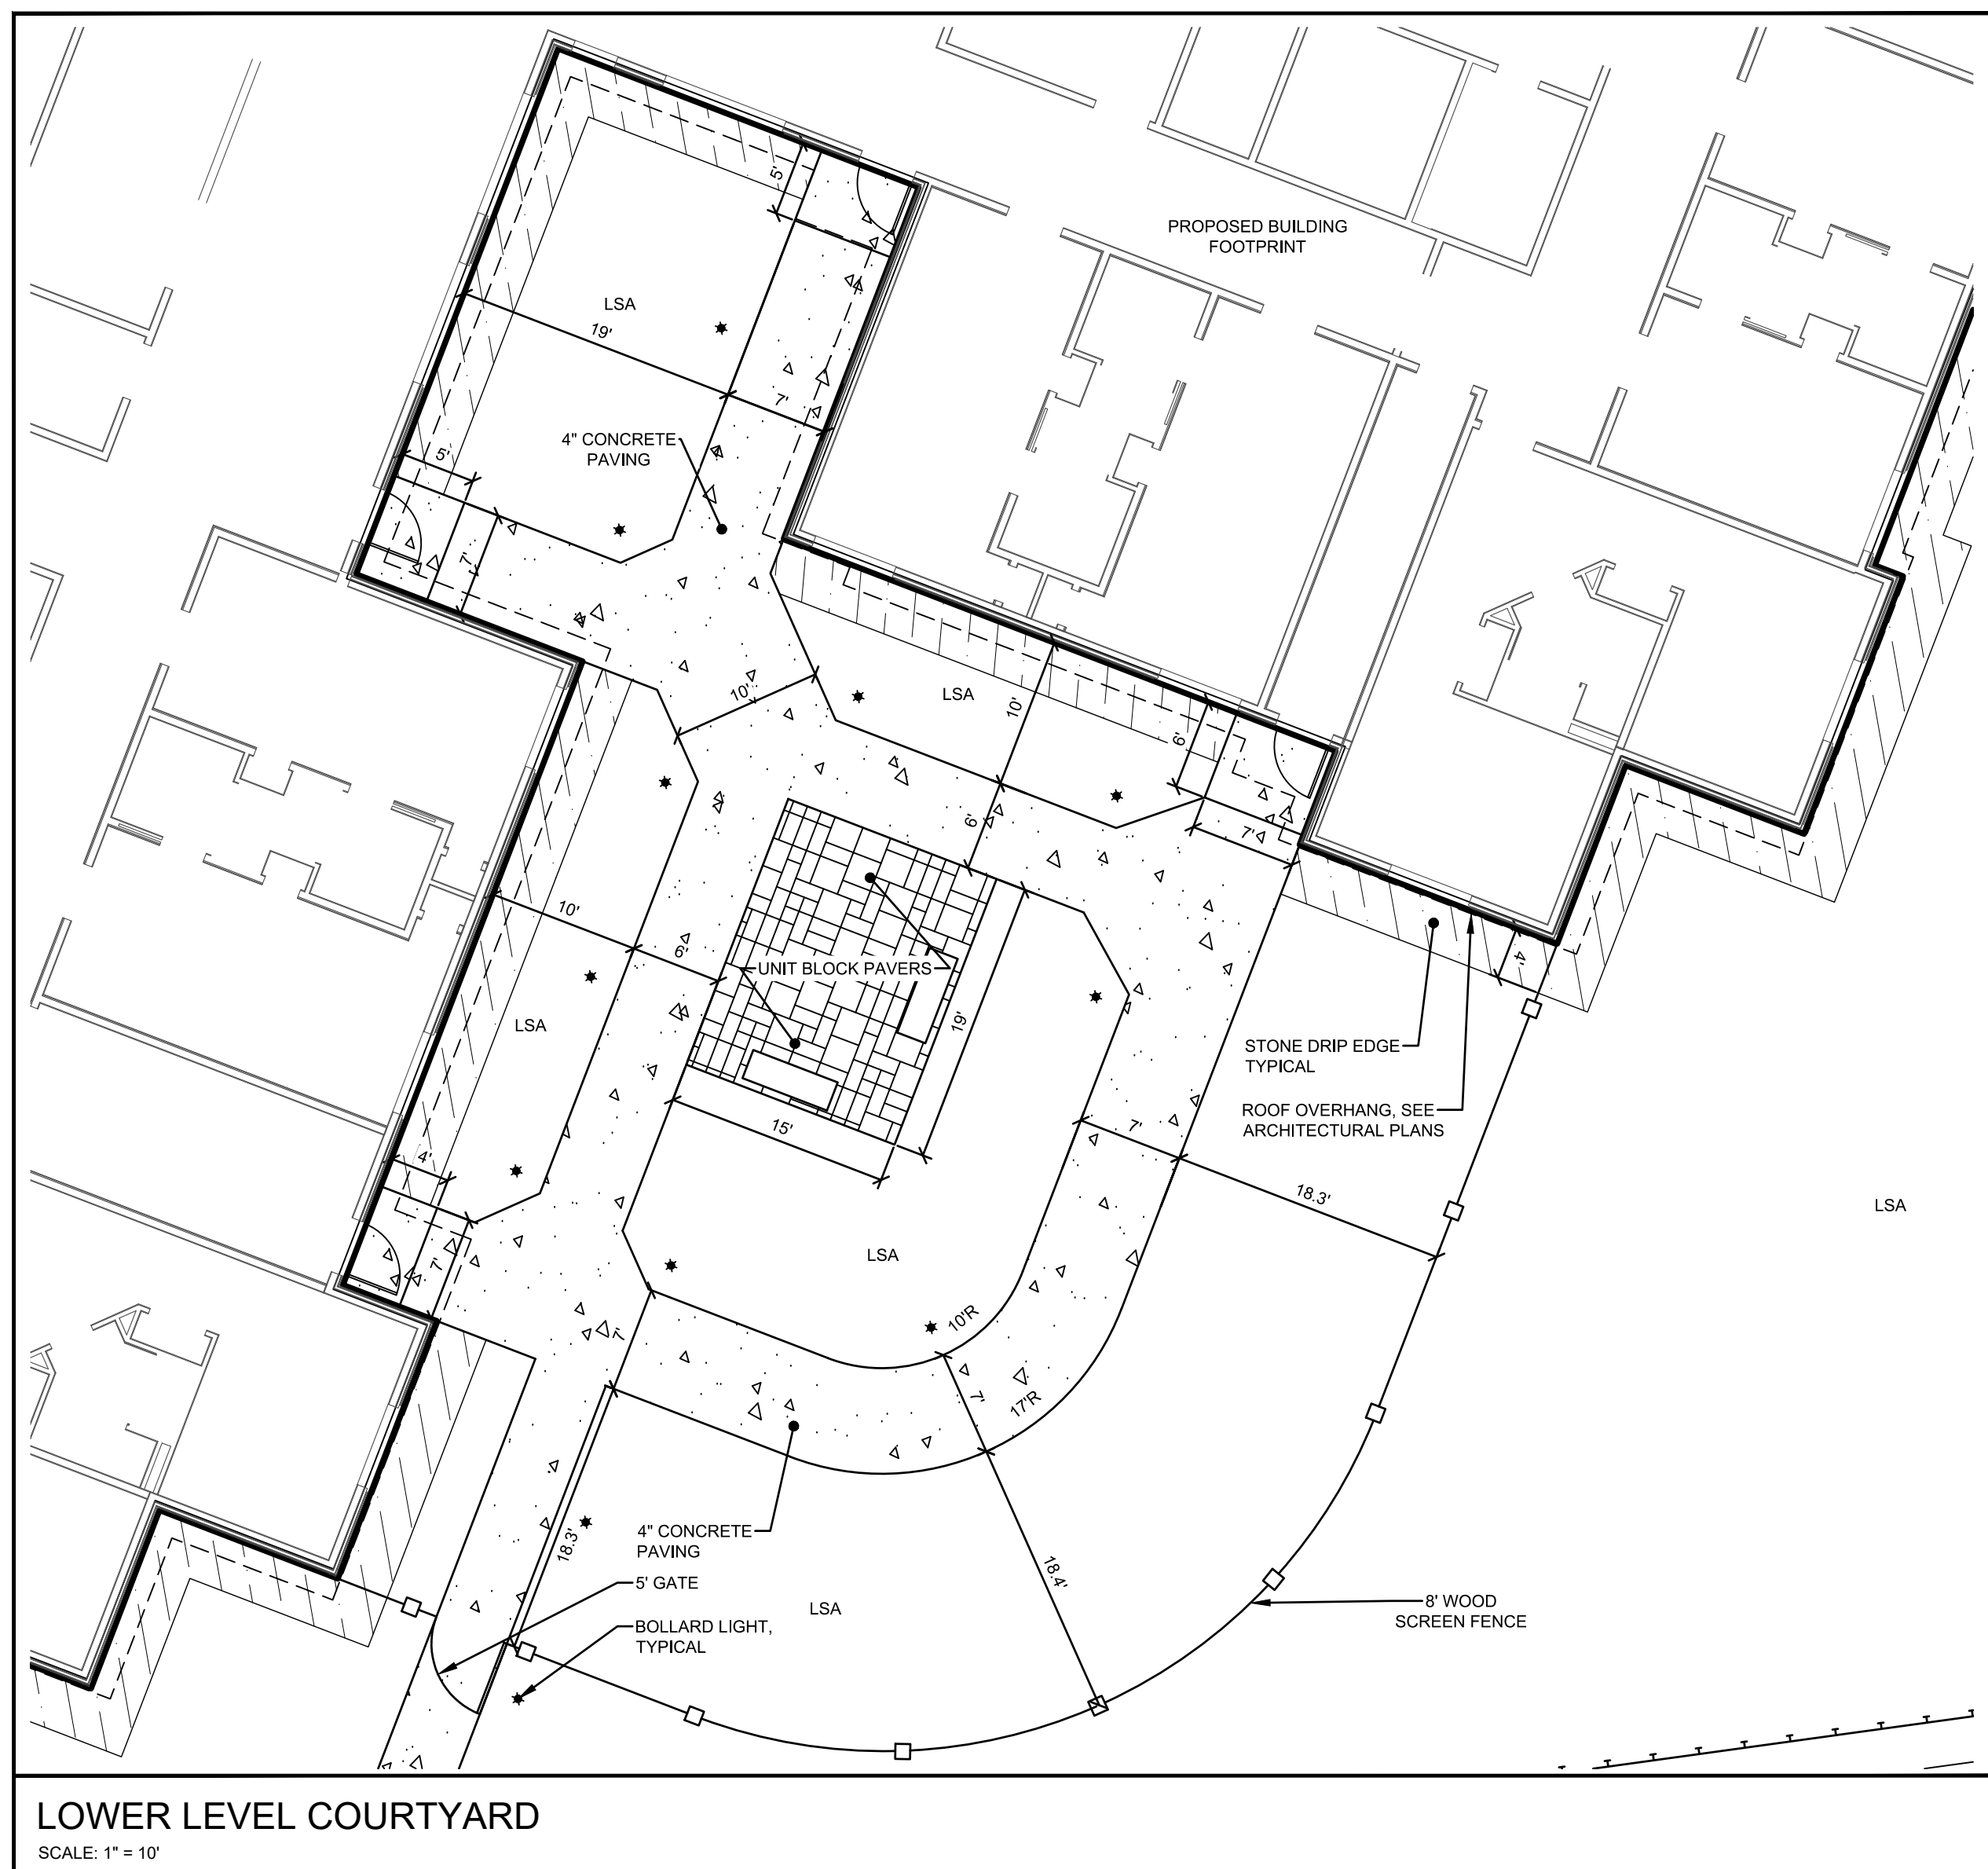 5'
PROPOSED BUILDING
FOOTPRINT
LSA
19'
7'
4" CONCRETE
PAVING
5'
7'
10'
LSA
10'
6'
7'
6'
10'
6'
UNIT BLOCK PAVERS
LSA
19'
4'
STONE DRIP EDGE
TYPICAL
ROOF OVERHANG, SEE
ARCHITECTURAL PLANS
15'
7'
4'
18.3'
LSA
LSA
7'
10'R
7'
7'
17'R
18.3'
4" CONCRETE
PAVING
5' GATE
18.4'
LSA
8' WOOD
SCREEN FENCE
BOLLARD LIGHT,
TYPICAL
LOWER LEVEL COURTYARD
SCALE: 1" = 10'